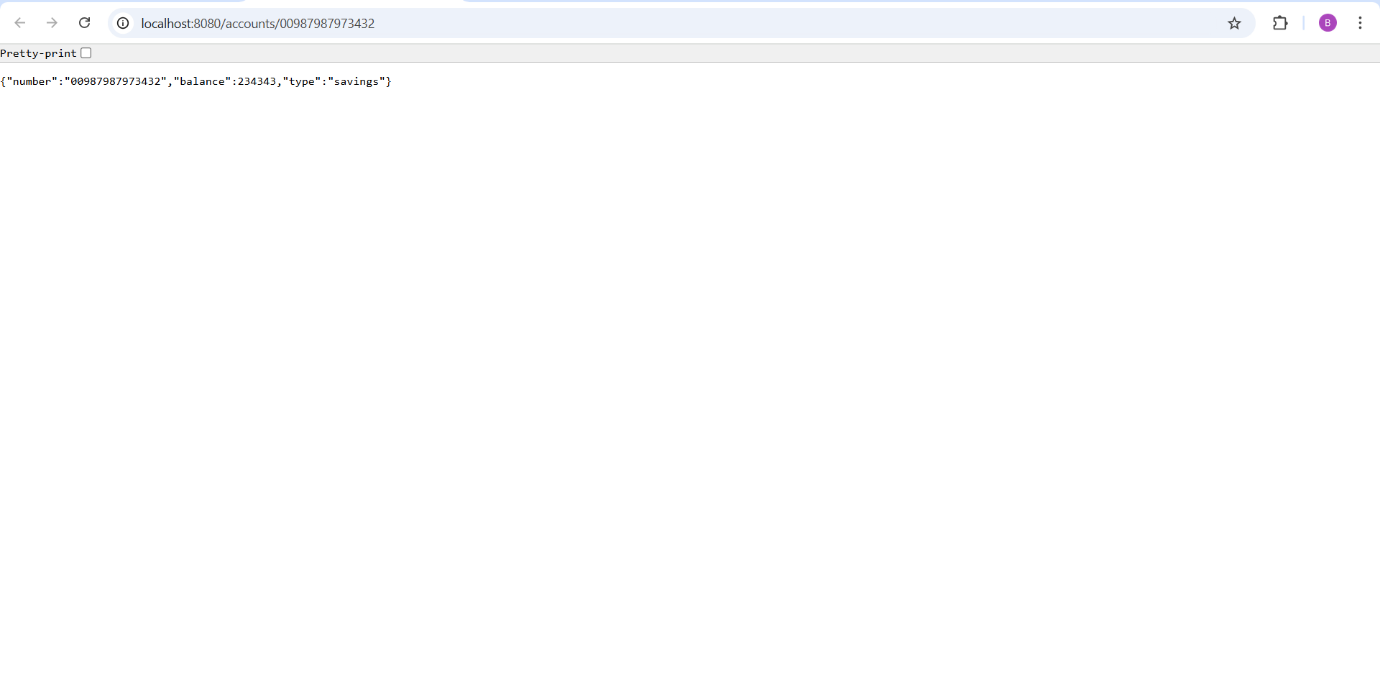 localhost:8080/accounts/00987987973432
B
Pretty-print
{"number":"00987987973432","balance":234343,"type":"savings"}